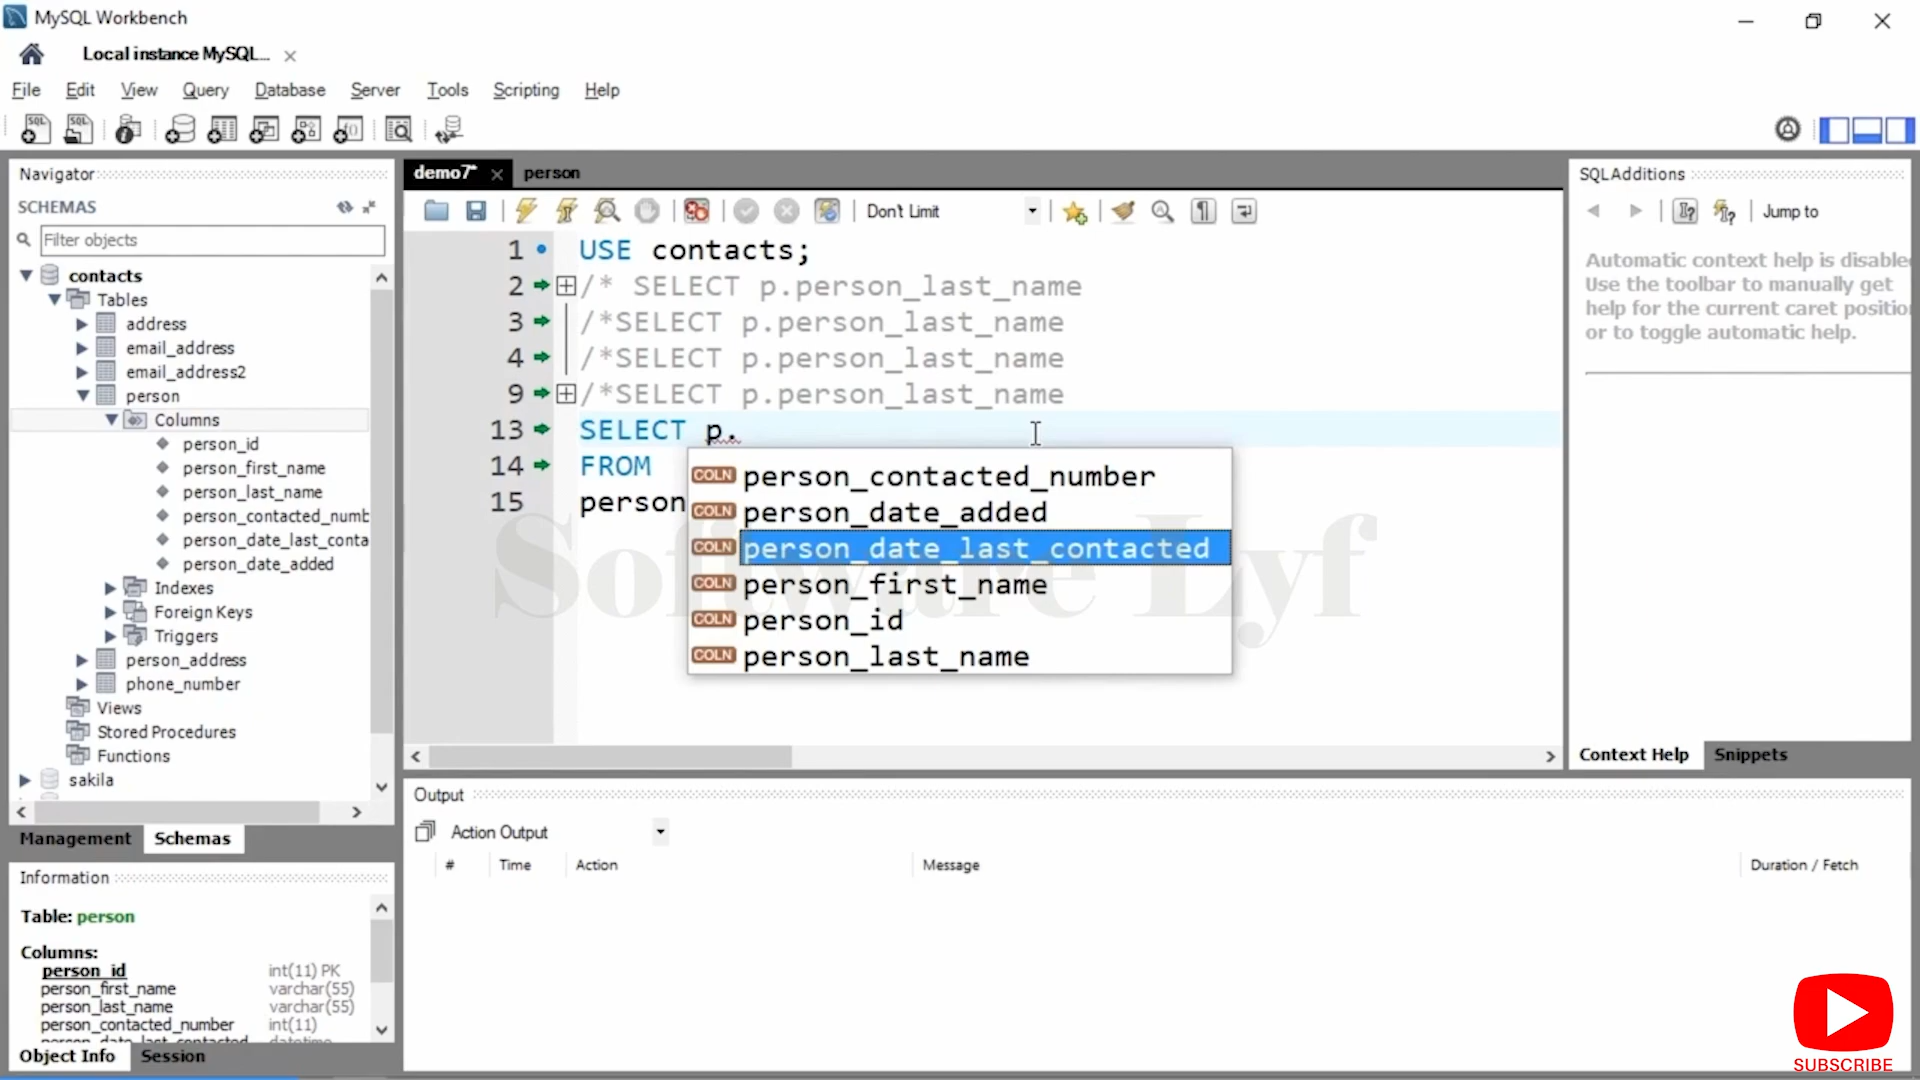 MySQL Workbench
Local instance MySQL...
File Edit View Query Database Server Tools Scripting Help
Navigator
SCHEMAS
Filter objects
contacts
Tables
address
email_address
email_address2
person
Columns
person_id
person_first_name
person_last_name
person_contacted_numb
person_date_last_conta
person_date_added
Indexes
Foreign Keys
Triggers
person_address
phone_number
Views
Stored Procedures
Functions
sakila
Management Schemas
Information
Table: person
Columns:
person_id int(11) PK
person_first_name varchar(55)
person_last_name varchar(55)
person_contacted_number int(11)
person_date_last_contacted datetime
Object Info Session
demo7* person
Don't Limit
1 USE contacts;
2 /* SELECT p.person_last_name
3 /*SELECT p.person_last_name
4 /*SELECT p.person_last_name
9 /*SELECT p.person_last_name
13 SELECT p.
14 FROM
15 person
COLN person_contacted_number
COLN person_date_added
COLN person_date_last_contacted
COLN person_first_name
COLN person_id
COLN person_last_name
Software Lyf
SQLAdditions
Jump to
Automatic context help is disable
Use the toolbar to manually get
help for the current caret positio
or to toggle automatic help.
Context Help Snippets
Output
Action Output
# Time Action Message Duration / Fetch
SUBSCRIBE